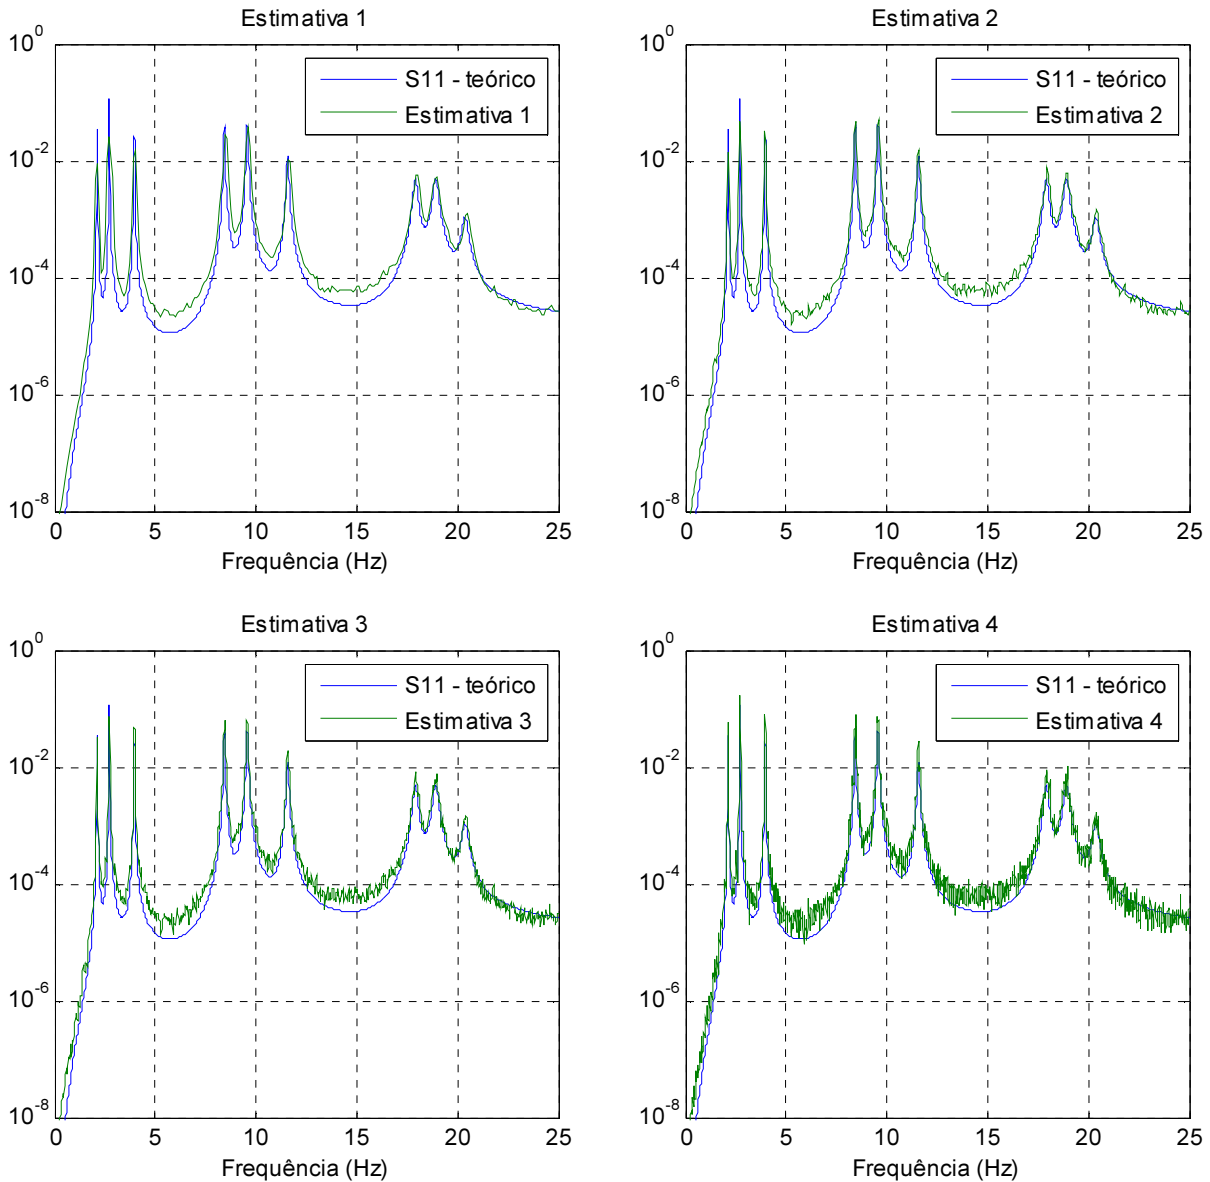 Estimativa 1
10^0
S11 - teórico
Estimativa 1
10^-2
10^-4
10^-6
10^-8
0 5 10 15 20 25
Frequência (Hz)
Estimativa 2
10^0
S11 - teórico
Estimativa 2
10^-2
10^-4
10^-6
10^-8
0 5 10 15 20 25
Frequência (Hz)
Estimativa 3
10^0
S11 - teórico
Estimativa 3
10^-2
10^-4
10^-6
10^-8
0 5 10 15 20 25
Frequência (Hz)
Estimativa 4
10^0
S11 - teórico
Estimativa 4
10^-2
10^-4
10^-6
10^-8
0 5 10 15 20 25
Frequência (Hz)